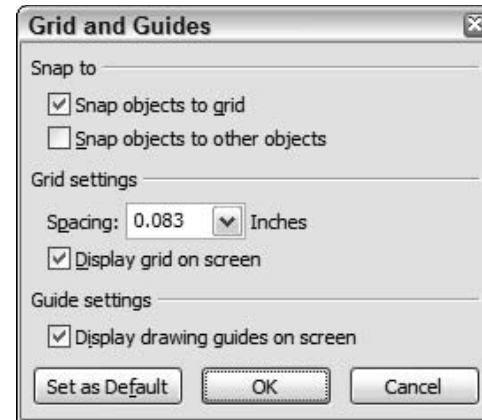 Grid and Guides
Snap to
Snap objects to grid
Snap objects to other objects
Grid settings
Spacing: 0.083 Inches
Display grid on screen
Guide settings
Display drawing guides on screen
Set as Default OK Cancel